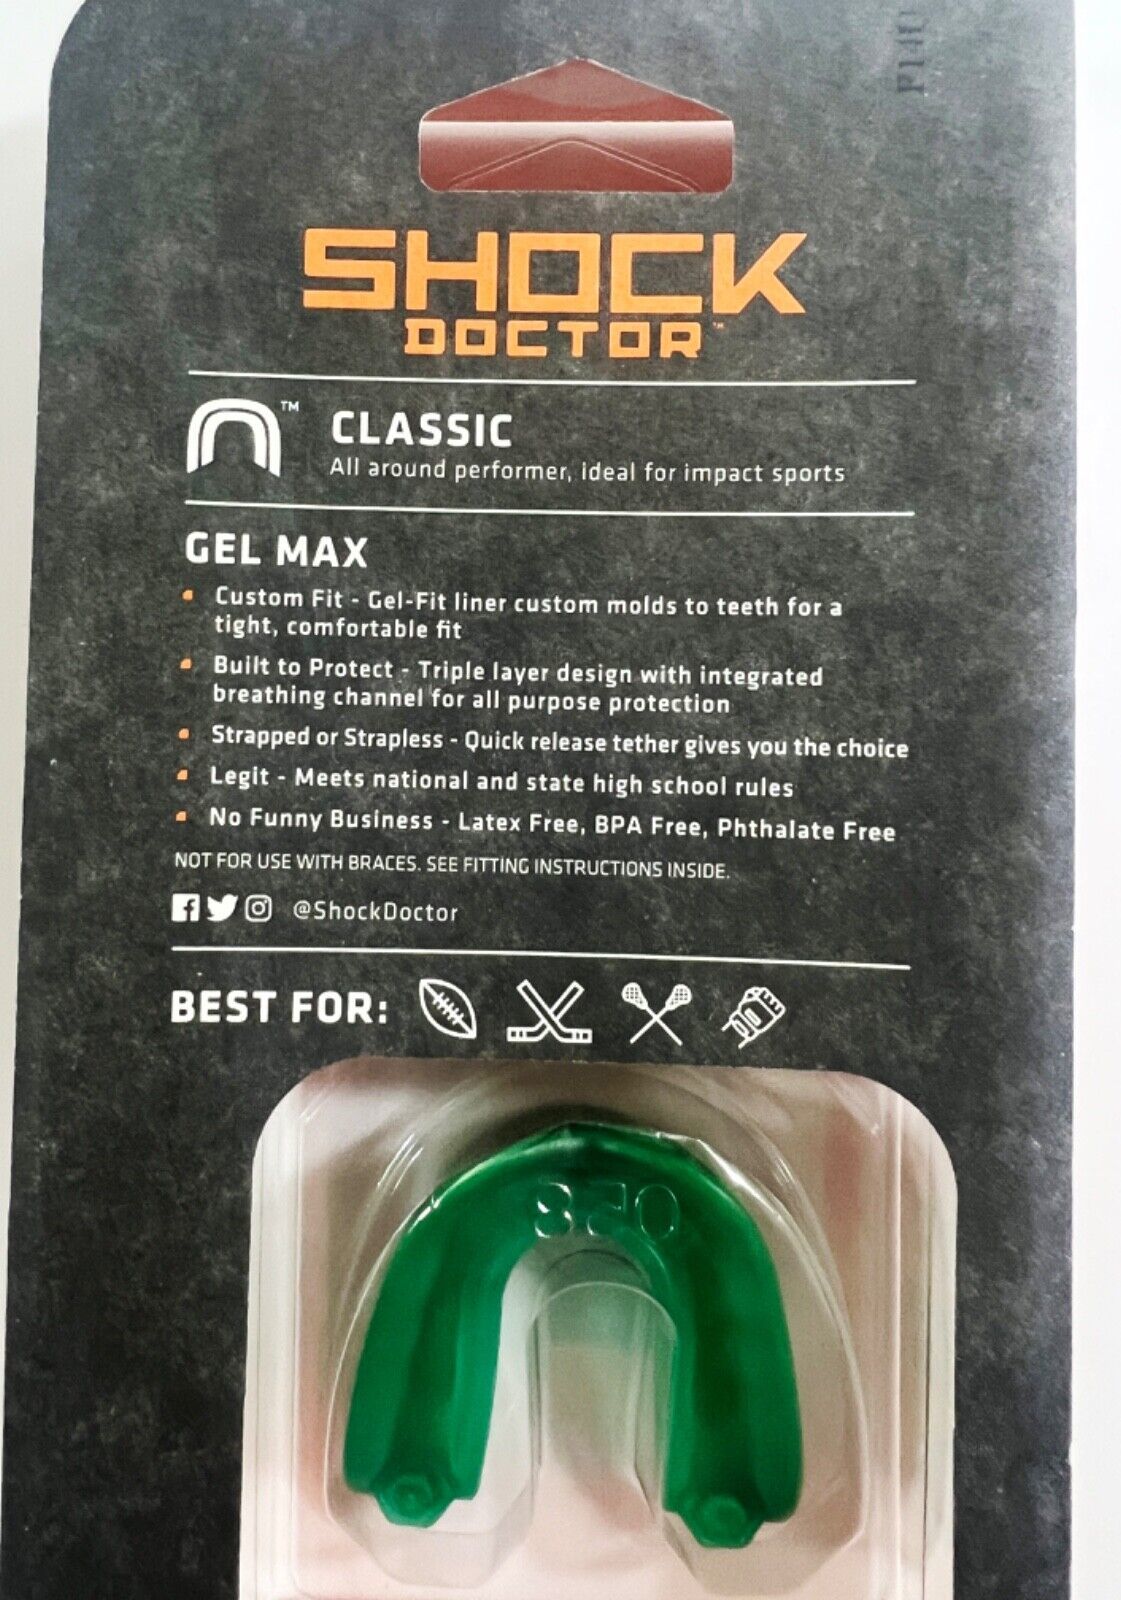 SHOCK
DOCTOR™
™ CLASSIC
All around performer, ideal for impact sports
GEL MAX
• Custom Fit - Gel-Fit liner custom molds to teeth for a
tight, comfortable fit
• Built to Protect - Triple layer design with integrated
breathing channel for all purpose protection
• Strapped or Strapless - Quick release tether gives you the choice
• Legit - Meets national and state high school rules
• No Funny Business - Latex Free, BPA Free, Phthalate Free
NOT FOR USE WITH BRACES. SEE FITTING INSTRUCTIONS INSIDE.
@ShockDoctor
BEST FOR: